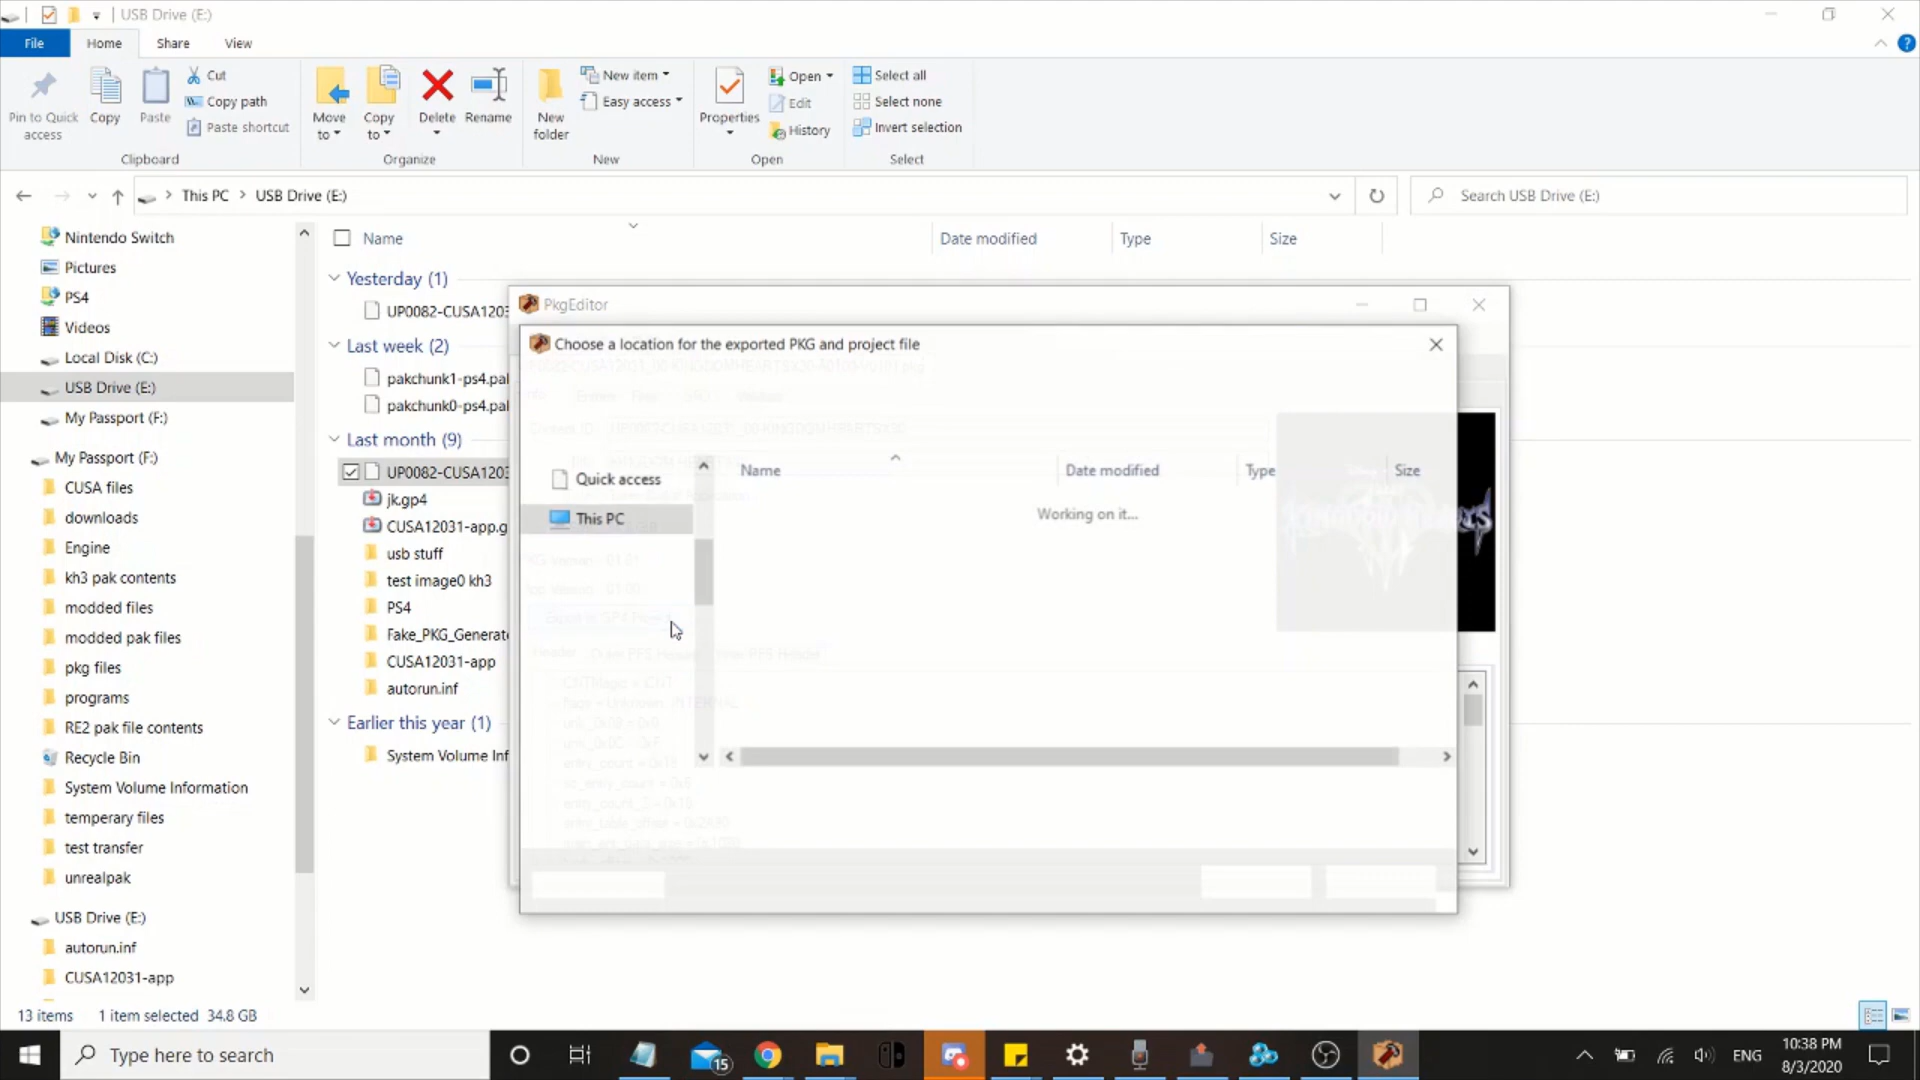 USB Drive (E:)
File
Home
Share
View
Pin to Quick access
Copy
Paste
Cut
Copy path
Paste shortcut
Move to
Copy to
Delete
Rename
New folder
New item
Easy access
Properties
Open
Edit
History
Select all
Select none
Invert selection
Clipboard
Organize
New
Open
Select
This PC
USB Drive (E:)
Search USB Drive (E:)
Nintendo Switch
Pictures
PS4
Videos
Local Disk (C:)
USB Drive (E:)
My Passport (F:)
My Passport (F:)
CUSA files
downloads
Engine
kh3 pak contents
modded files
modded pak files
pkg files
programs
RE2 pak file contents
Recycle Bin
System Volume Information
temperary files
test transfer
unrealpak
USB Drive (E:)
autorun.inf
CUSA12031-app
Name
Date modified
Type
Size
Yesterday (1)
UP0082-CUSA1203
Last week (2)
pakchunk1-ps4.pak
pakchunk0-ps4.pak
Last month (9)
UP0082-CUSA1203
jk.gp4
CUSA12031-app.g
usb stuff
test image0 kh3
PS4
Fake_PKG_Generat
CUSA12031-app
autorun.inf
Earlier this year (1)
System Volume Inf
PkgEditor
Choose a location for the exported PKG and project file
Quick access
This PC
Name
Date modified
Type
Size
Working on it...
13 items
1 item selected 34.8 GB
Type here to search
15
ENG
10:38 PM
8/3/2020